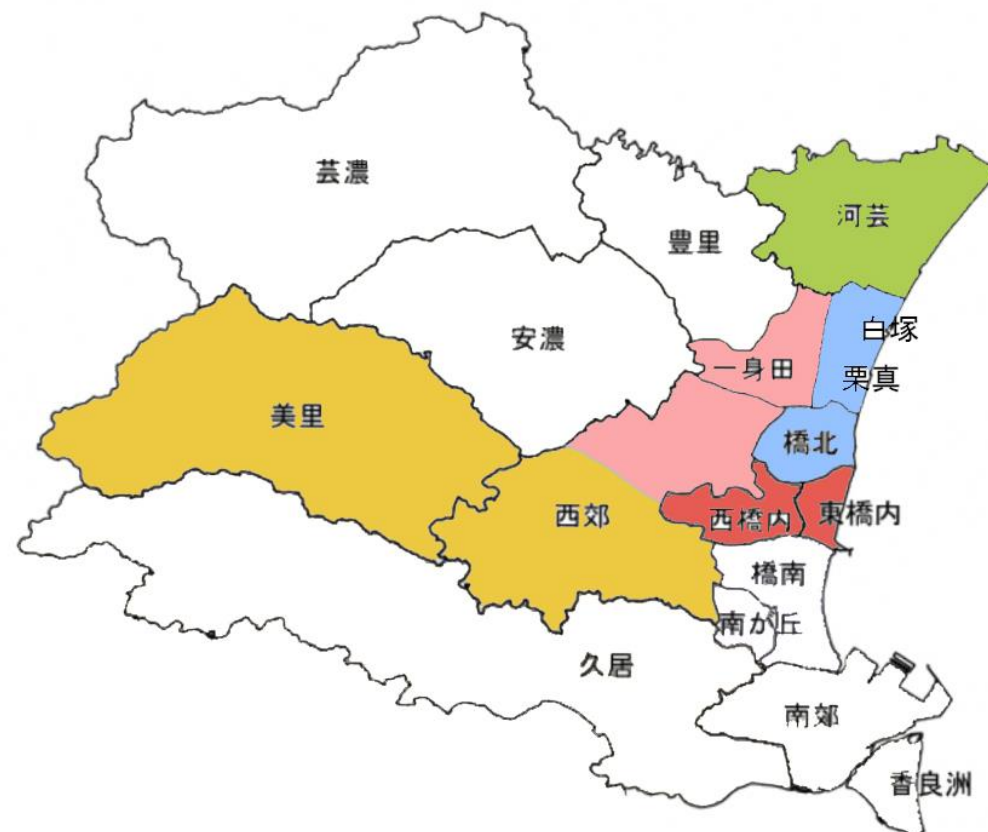 芸濃
河芸
豊里
白塚
安濃
一身田
栗真
美里
橋北
西郊
西橋内
東橋内
橋南
南が丘
久居
南郊
香良洲